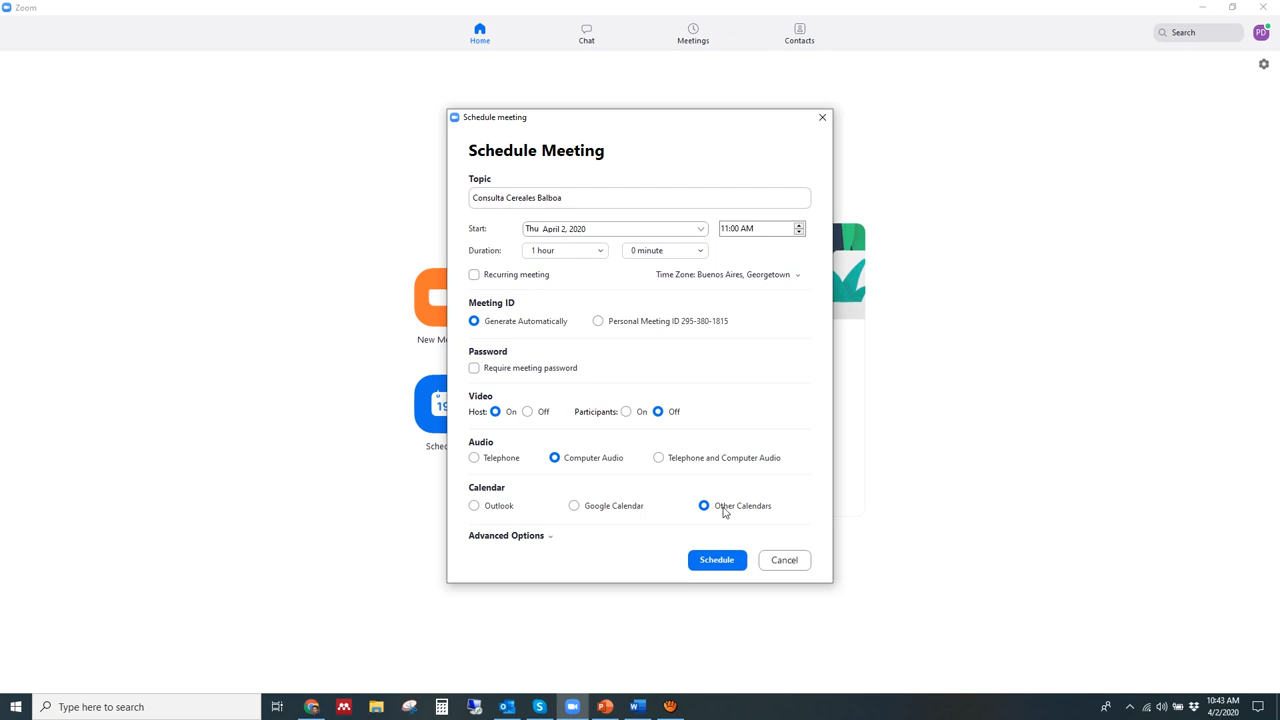 Zoom
Home
Chat
Meetings
Contacts
Search
PD
Schedule meeting
Schedule Meeting
Topic
Consulta Cereales Balboa
Start: Thu April 2, 2020 11:00 AM
Duration: 1 hour 0 minute
Recurring meeting Time Zone: Buenos Aires, Georgetown
Meeting ID
Generate Automatically Personal Meeting ID 295-380-1815
New M
Password
Require meeting password
Video
19
Host: On Off Participants: On Off
Audio
Sched
Telephone Computer Audio Telephone and Computer Audio
Calendar
Outlook Google Calendar Other Calendars
Advanced Options
Schedule Cancel
Type here to search
10:43 AM
4/2/2020